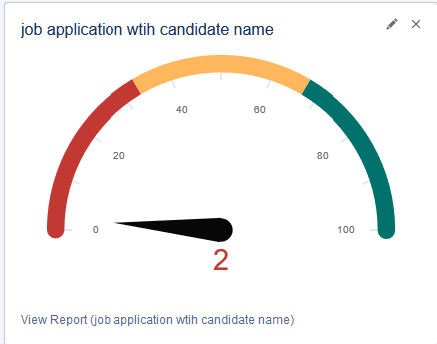 job application wtih candidate name
40 60
20 80
0 100
2
View Report (job application wtih candidate name)